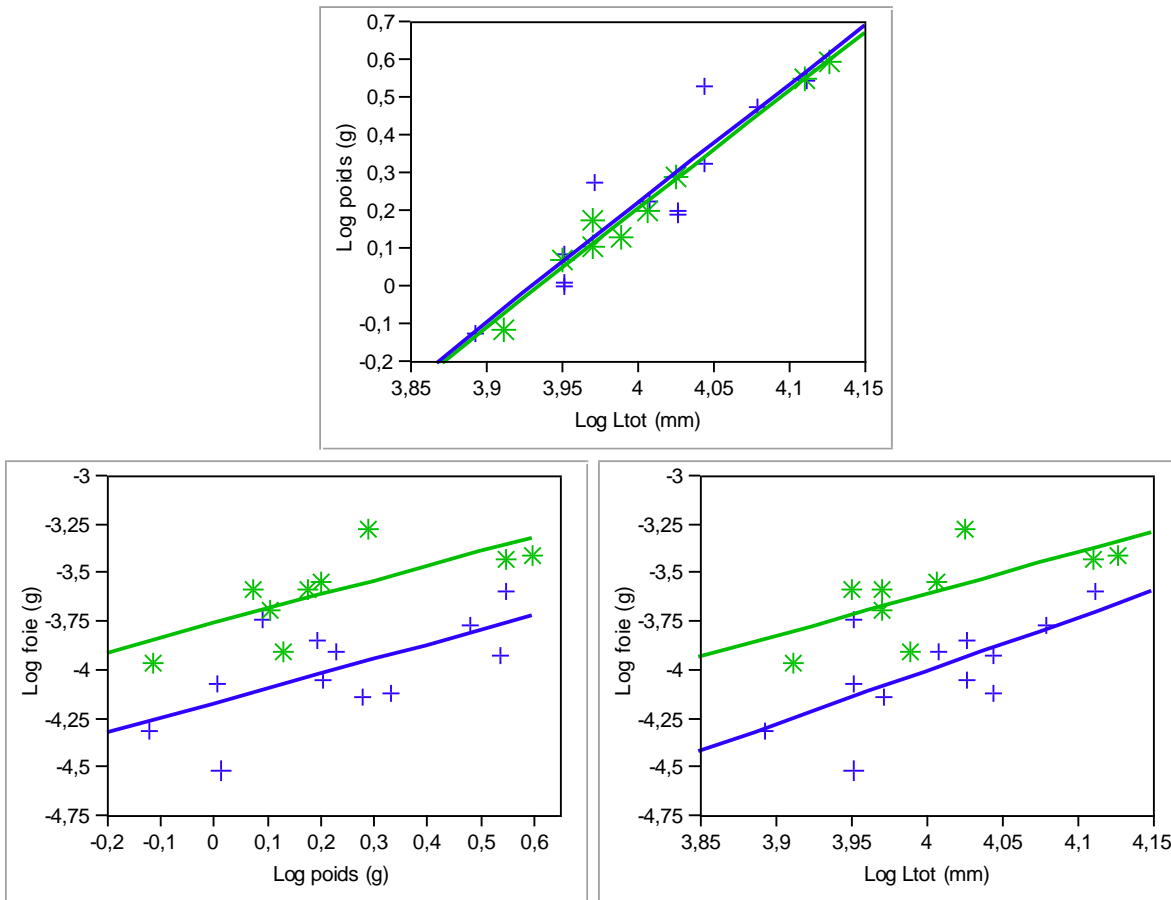 0,7
0,6
0,5
0,4
0,3
0,2
0,1
0
-0,1
-0,2
Log poids (g)
3,85 3,9 3,95 4 4,05 4,1 4,15
Log Ltot (mm)
-3
-3,25
-3,5
-3,75
-4
-4,25
-4,5
-4,75
Log foie (g)
-0,2 -0,1 0 0,1 0,2 0,3 0,4 0,5 0,6
Log poids (g)
-3
-3,25
-3,5
-3,75
-4
-4,25
-4,5
-4,75
Log foie (g)
3,85 3,9 3,95 4 4,05 4,1 4,15
Log Ltot (mm)